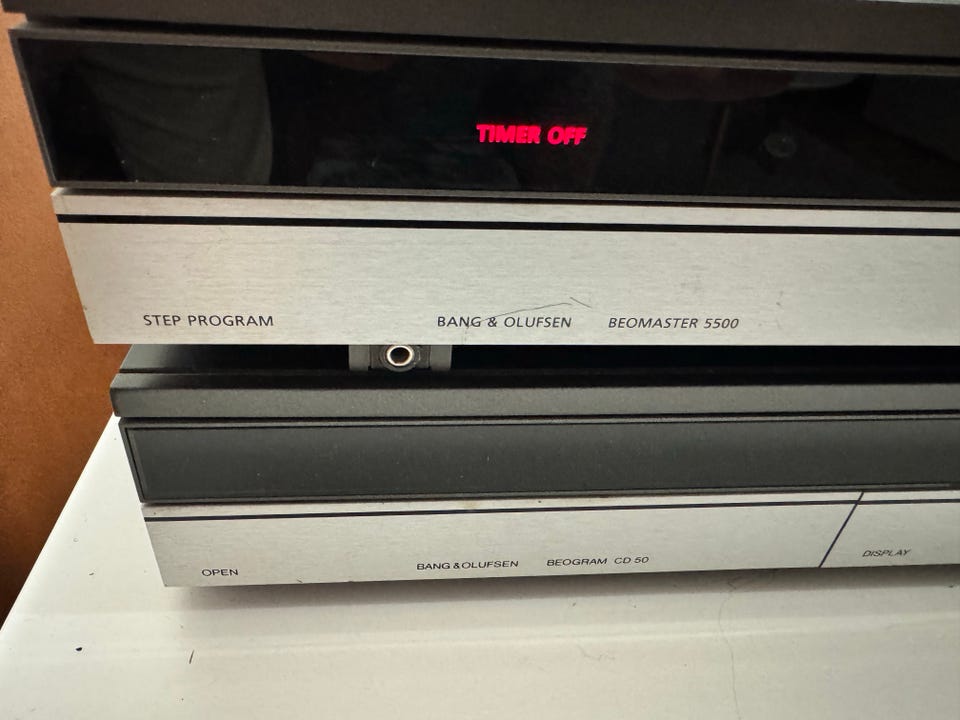 TIMER OFF
STEP PROGRAM BANG & OLUFSEN BEOMASTER 5500
DISPLAY
OPEN BANG & OLUFSEN BEOGRAM CD 50